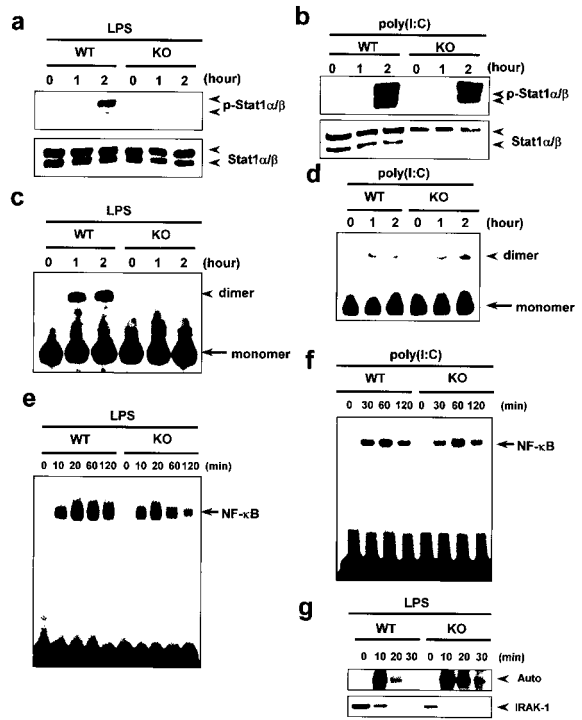 a
LPS
WT KO
0 1 2 0 1 2 (hour)
p-Stat1α/β
Stat1α/β
b
poly(I:C)
WT KO
0 1 2 0 1 2 (hour)
p-Stat1α/β
Stat1α/β
c
LPS
WT KO
0 1 2 0 1 2 (hour)
dimer
monomer
d
poly(I:C)
WT KO
0 1 2 0 1 2 (hour)
dimer
monomer
e
LPS
WT KO
0 10 20 60 120 0 10 20 60 120 (min)
NF-κB
f
poly(I:C)
WT KO
0 30 60 120 0 30 60 120 (min)
NF-κB
g
LPS
WT KO
0 10 20 30 0 10 20 30 (min)
Auto
IRAK-1